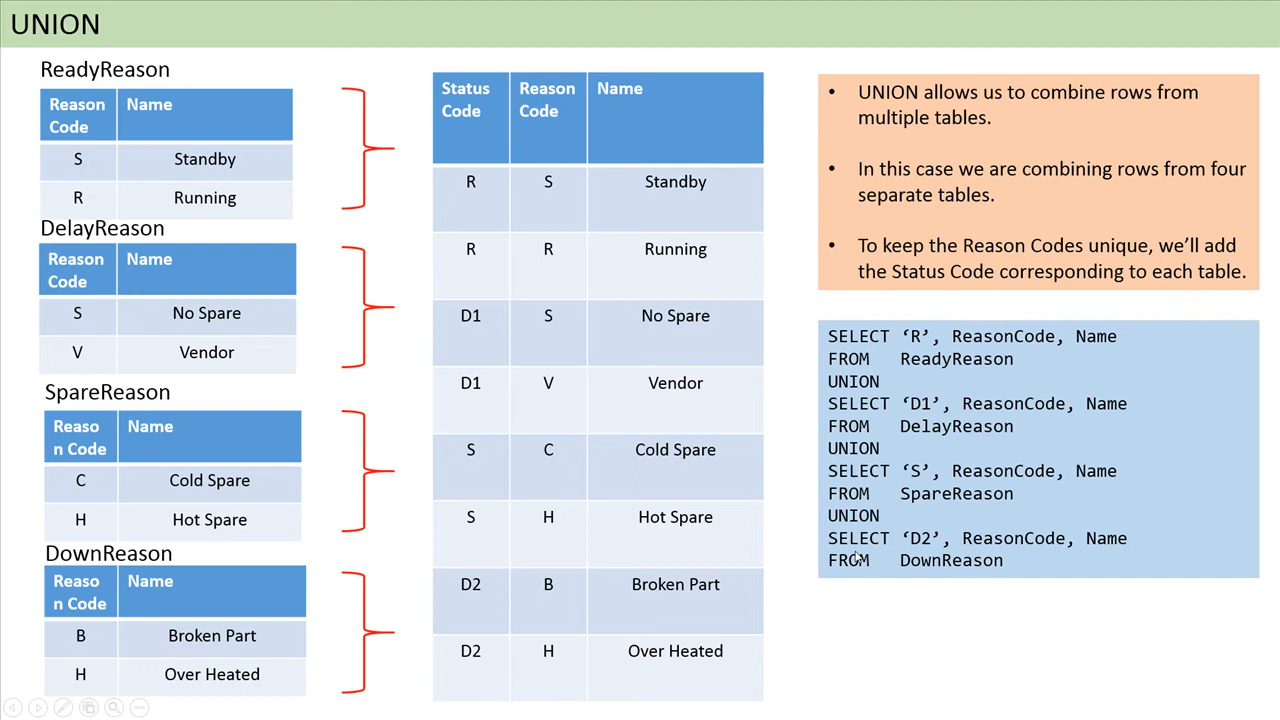 UNION
ReadyReason
Reason Code Name
S Standby
R Running
DelayReason
Reason Code Name
S No Spare
V Vendor
SpareReason
Reaso n Code Name
C Cold Spare
H Hot Spare
DownReason
Reaso n Code Name
B Broken Part
H Over Heated
Status Code Reason Code Name
R S Standby
R R Running
D1 S No Spare
D1 V Vendor
S C Cold Spare
S H Hot Spare
D2 B Broken Part
D2 H Over Heated
• UNION allows us to combine rows from
multiple tables.
• In this case we are combining rows from four
separate tables.
• To keep the Reason Codes unique, we’ll add
the Status Code corresponding to each table.
SELECT ‘R’, ReasonCode, Name
FROM ReadyReason
UNION
SELECT ‘D1’, ReasonCode, Name
FROM DelayReason
UNION
SELECT ‘S’, ReasonCode, Name
FROM SpareReason
UNION
SELECT ‘D2’, ReasonCode, Name
FROM DownReason